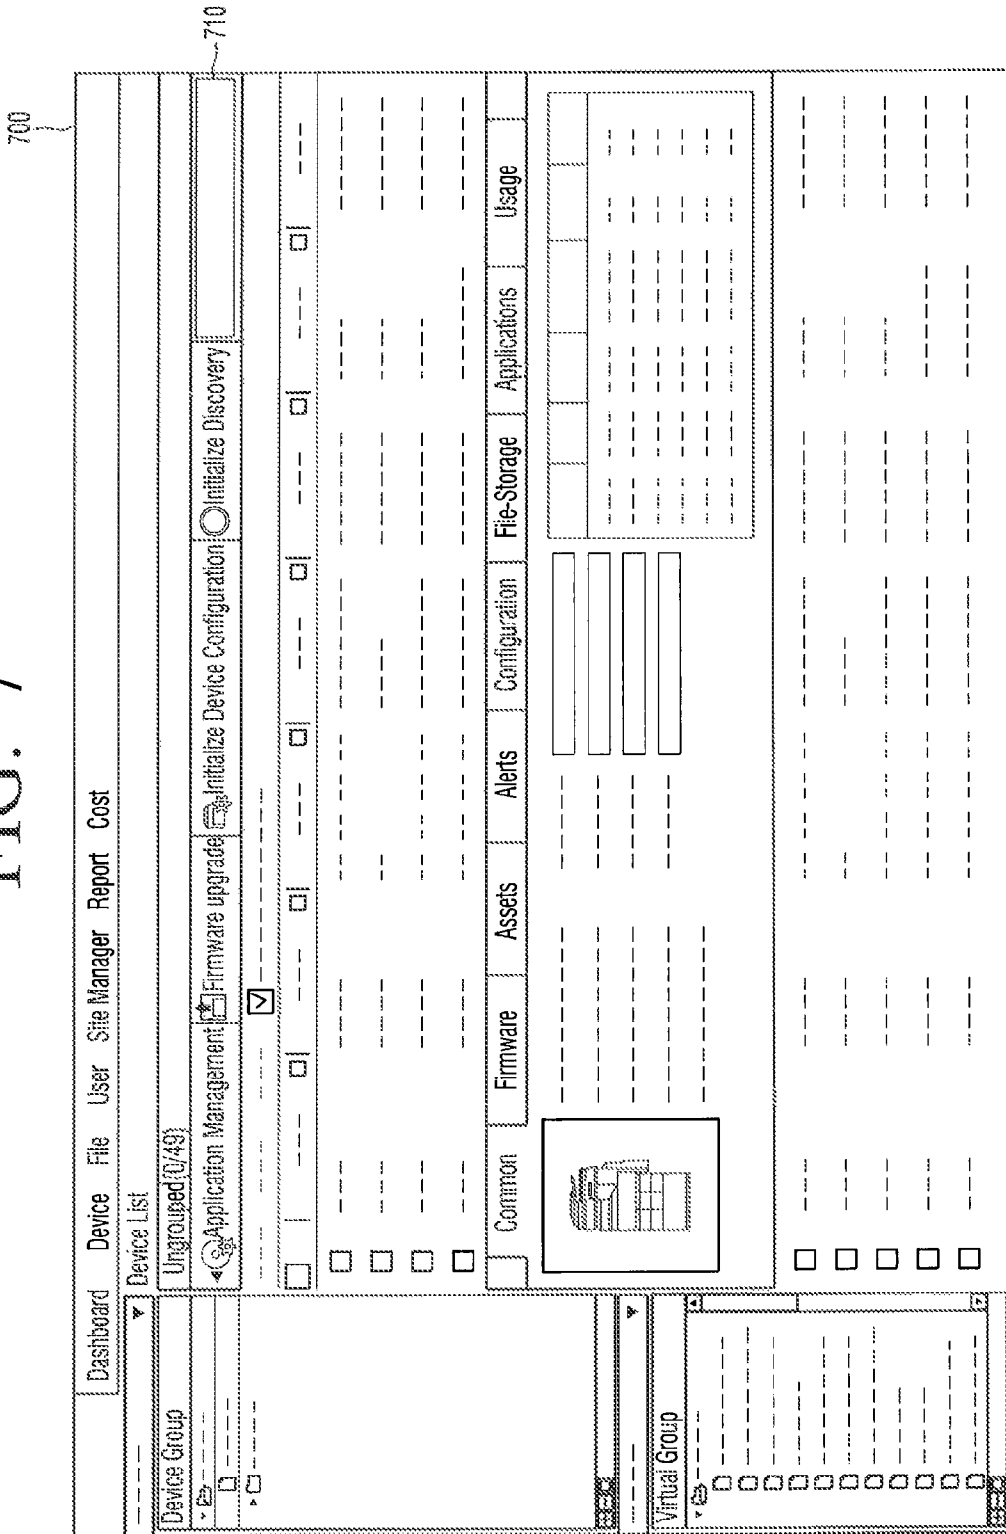 FIG. 7
700
Dashboard Device File User Site Manager Report Cost
Device List
Device Group
Ungrouped(0/49)
Application Management Firmware upgrade Initialize Device Configuration Initialize Discovery
710
Common Firmware Assets Alerts Configuration File-Storage Applications Usage
Virtual Group